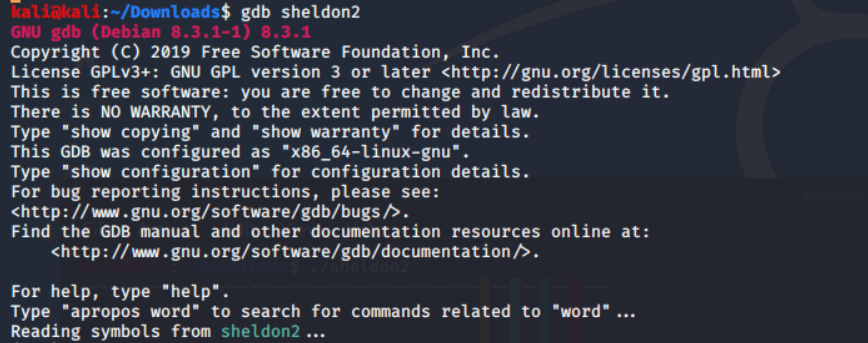 kali@kali:~/Downloads$ gdb sheldon2
GNU gdb (Debian 8.3.1-1) 8.3.1
Copyright (C) 2019 Free Software Foundation, Inc.
License GPLv3+: GNU GPL version 3 or later <http://gnu.org/licenses/gpl.html>
This is free software: you are free to change and redistribute it.
There is NO WARRANTY, to the extent permitted by law.
Type "show copying" and "show warranty" for details.
This GDB was configured as "x86_64-linux-gnu".
Type "show configuration" for configuration details.
For bug reporting instructions, please see:
<http://www.gnu.org/software/gdb/bugs/>.
Find the GDB manual and other documentation resources online at:
    <http://www.gnu.org/software/gdb/documentation/>.
~/Downloads$ ./sheldon2
For help, type "help".
Type "apropos word" to search for commands related to "word"...
Reading symbols from sheldon2...